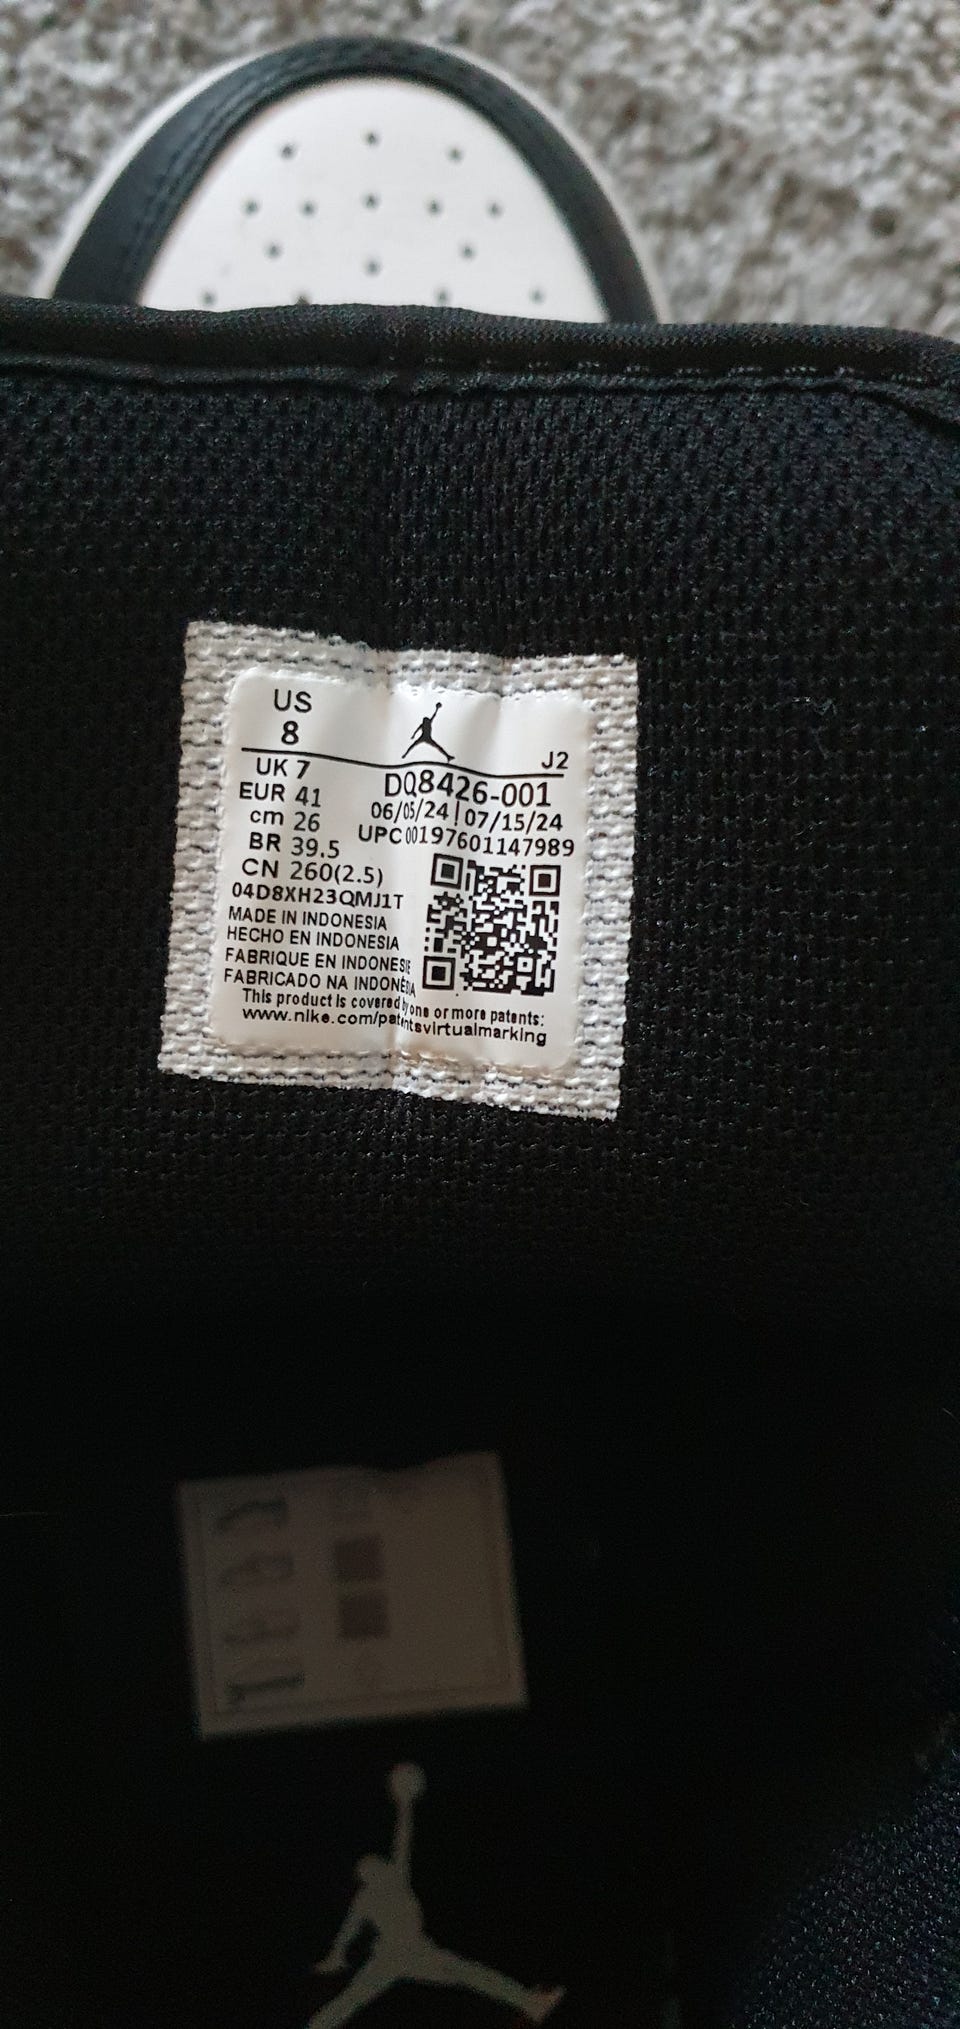 US
8
J2
UK 7
DQ8426-001
EUR 41
06/05/24 | 07/15/24
cm 26
UPC 00197601147989
BR 39.5
CN 260(2.5)
04D8XH23QMJ1T
MADE IN INDONESIA
HECHO EN INDONESIA
FABRIQUE EN INDONESIE
FABRICADO NA INDONÉSIA
This product is covered by one or more patents:
www.nike.com/patentsvirtualmarking